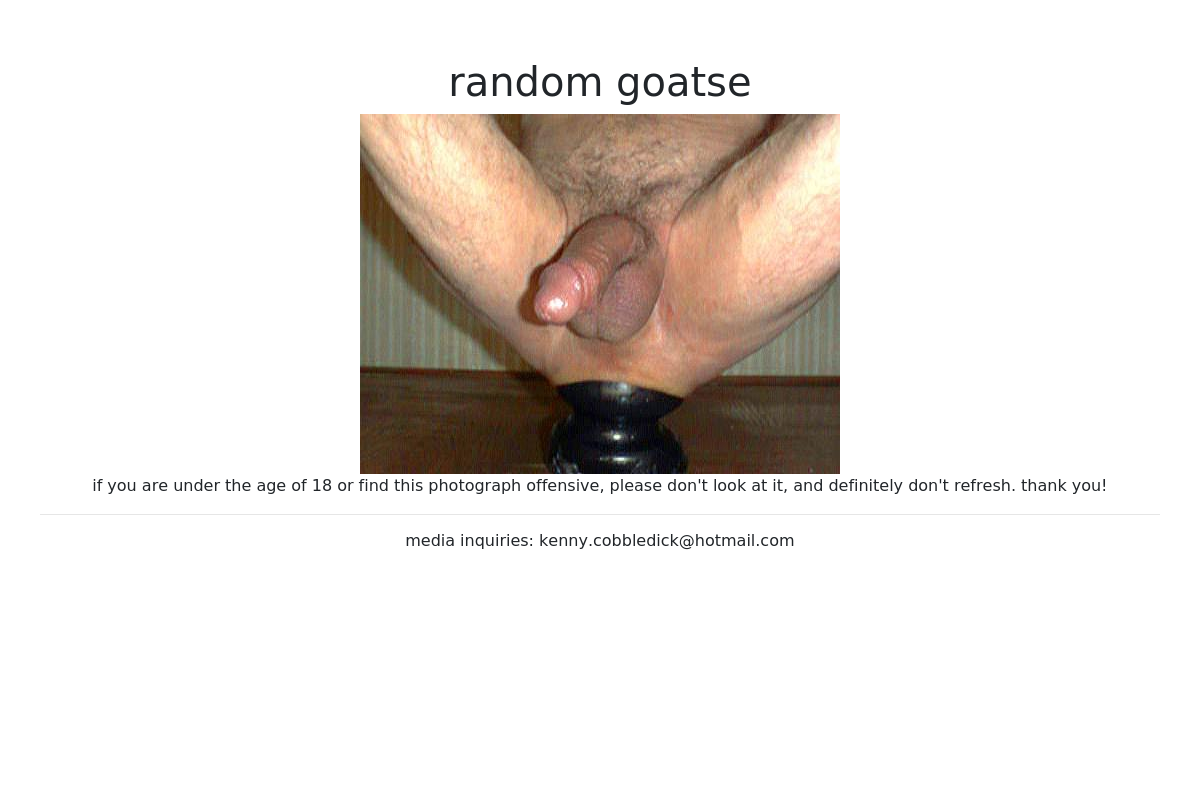 random goatse
if you are under the age of 18 or find this photograph offensive, please don't look at it, and definitely don't refresh. thank you!
media inquiries: kenny.cobbledick@hotmail.com